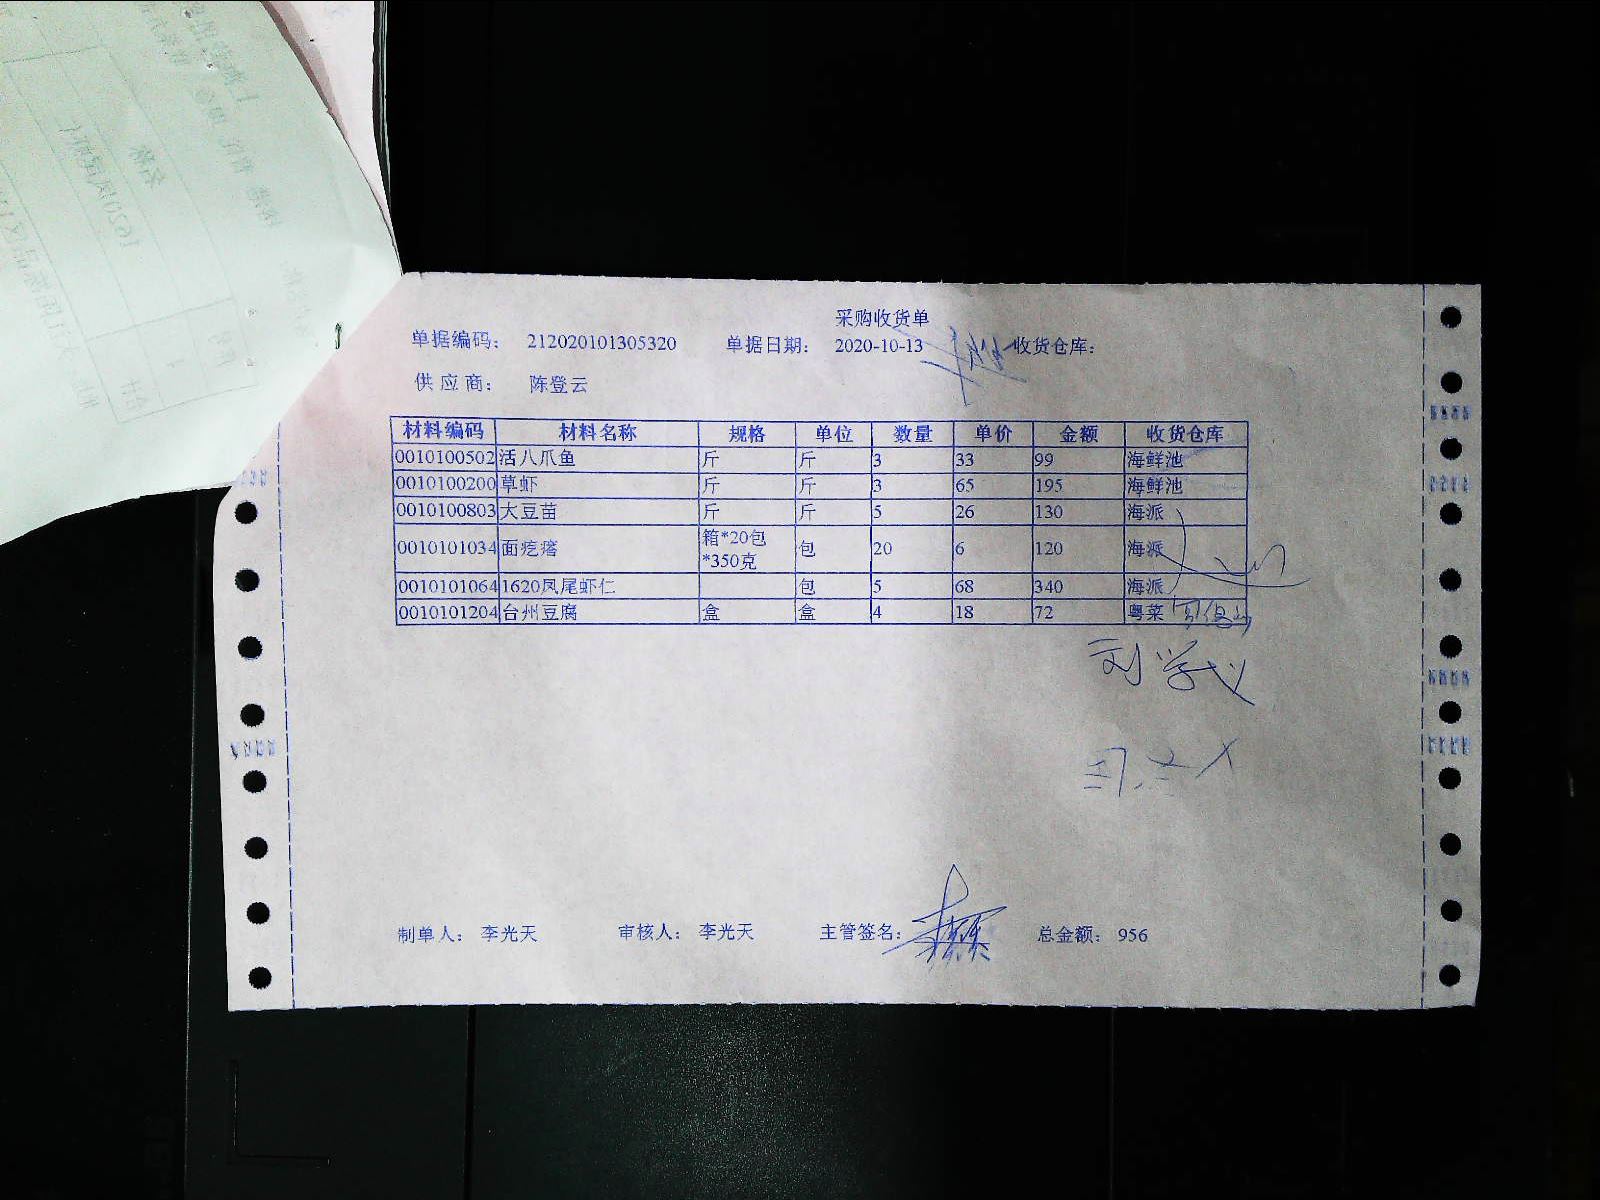 采购收货单
单据编码： 212020101305320 单据日期： 2020-10-13 收货仓库：
供应商： 陈登云
材料编码 材料名称 规格 单位 数量 单价 金额 收货仓库
0010100502 活八爪鱼 斤 斤 3 33 99 海鲜池
0010100200 草虾 斤 斤 3 65 195 海鲜池
0010100803 大豆苗 斤 斤 5 26 130 海派
0010101034 面疙瘩 箱*20包 包 20 6 120 海派
*350克
0010101064 1620凤尾虾仁 包 5 68 340 海派
0010101204 台州豆腐 盒 盒 4 18 72 粤菜
刘学义
制单人： 李光天 审核人： 李光天 主管签名： 总金额： 956